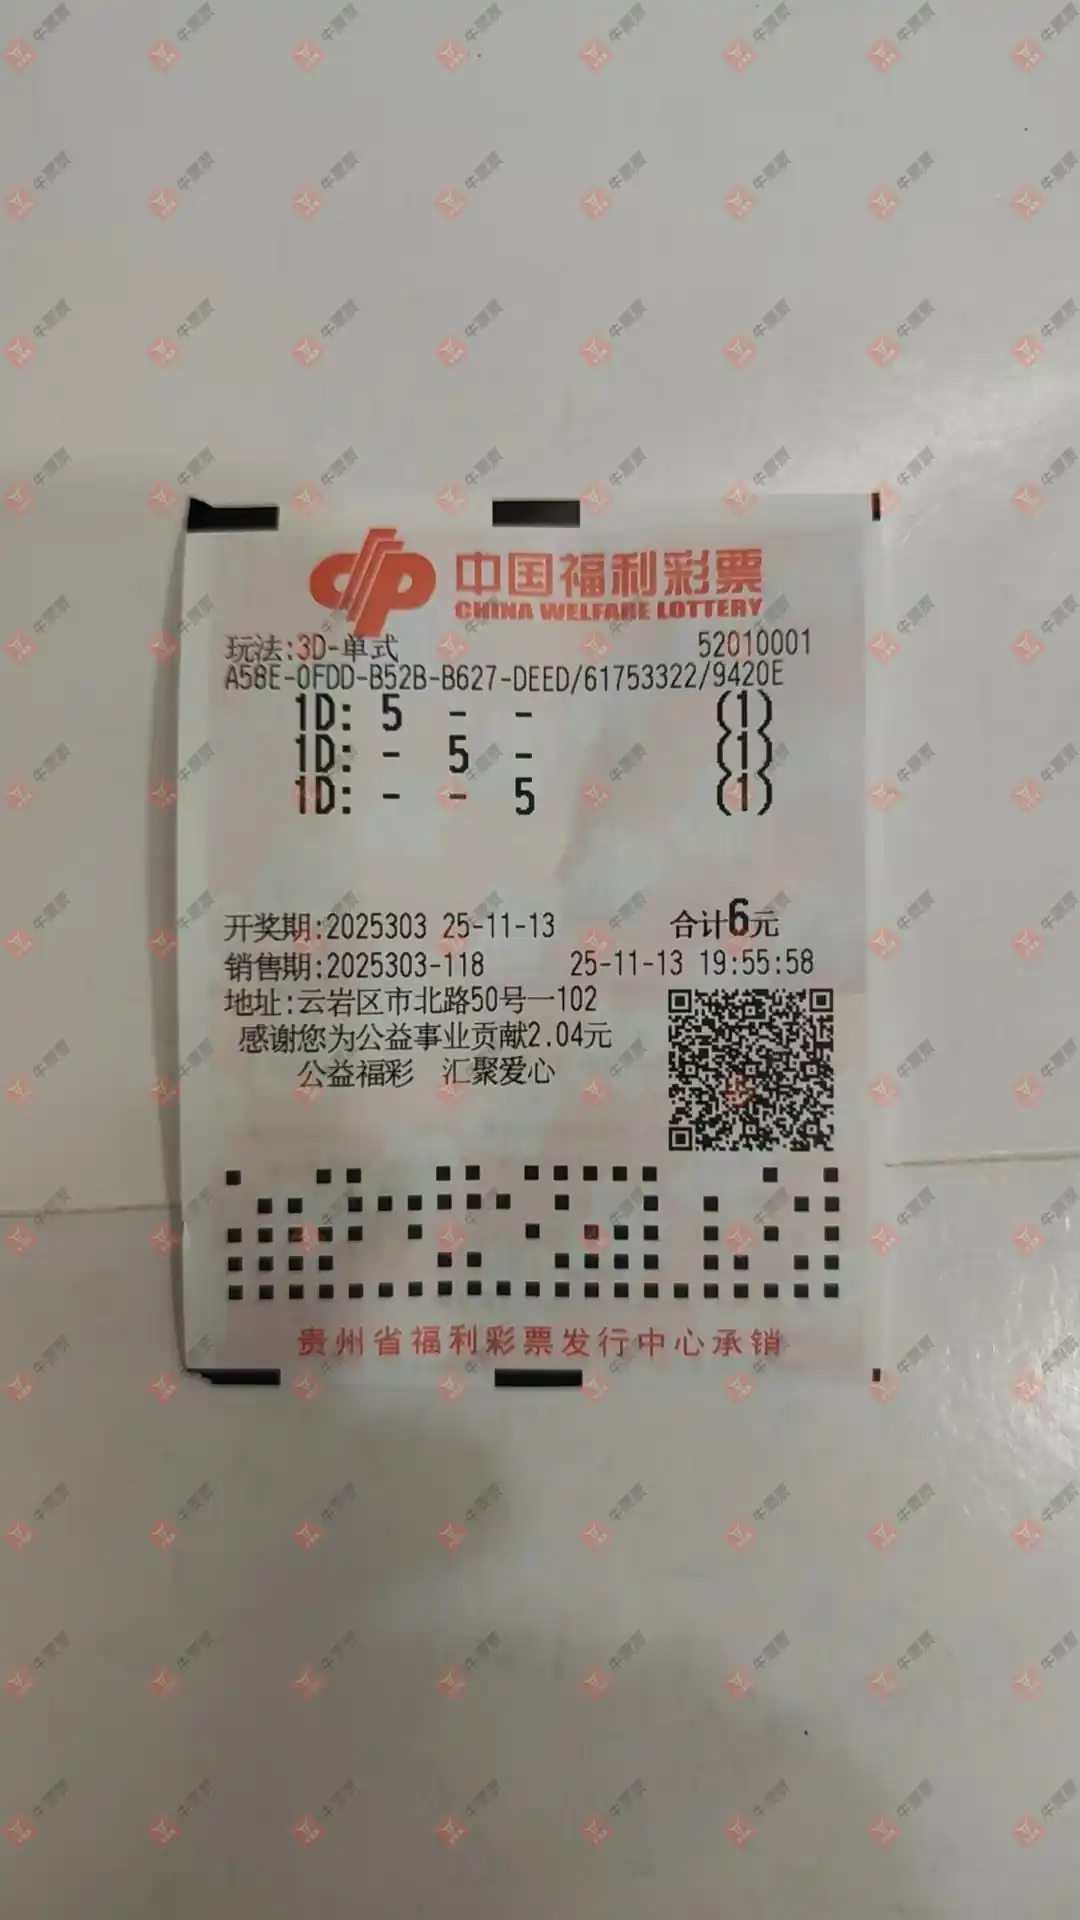 中国福利彩票
CHINA WELFARE LOTTERY
玩法:3D-单式 52010001
A58E-0FDD-B52B-B627-DEED/61753322/9420E
1D: 5 - - (1)
1D: - 5 - (1)
1D: - - 5 (1)
开奖期:2025303 25-11-13 合计6元
销售期:2025303-118 25-11-13 19:55:58
地址:云岩区市北路50号一102
感谢您为公益事业贡献2.04元
公益福彩 汇聚爱心
贵州省福利彩票发行中心承销